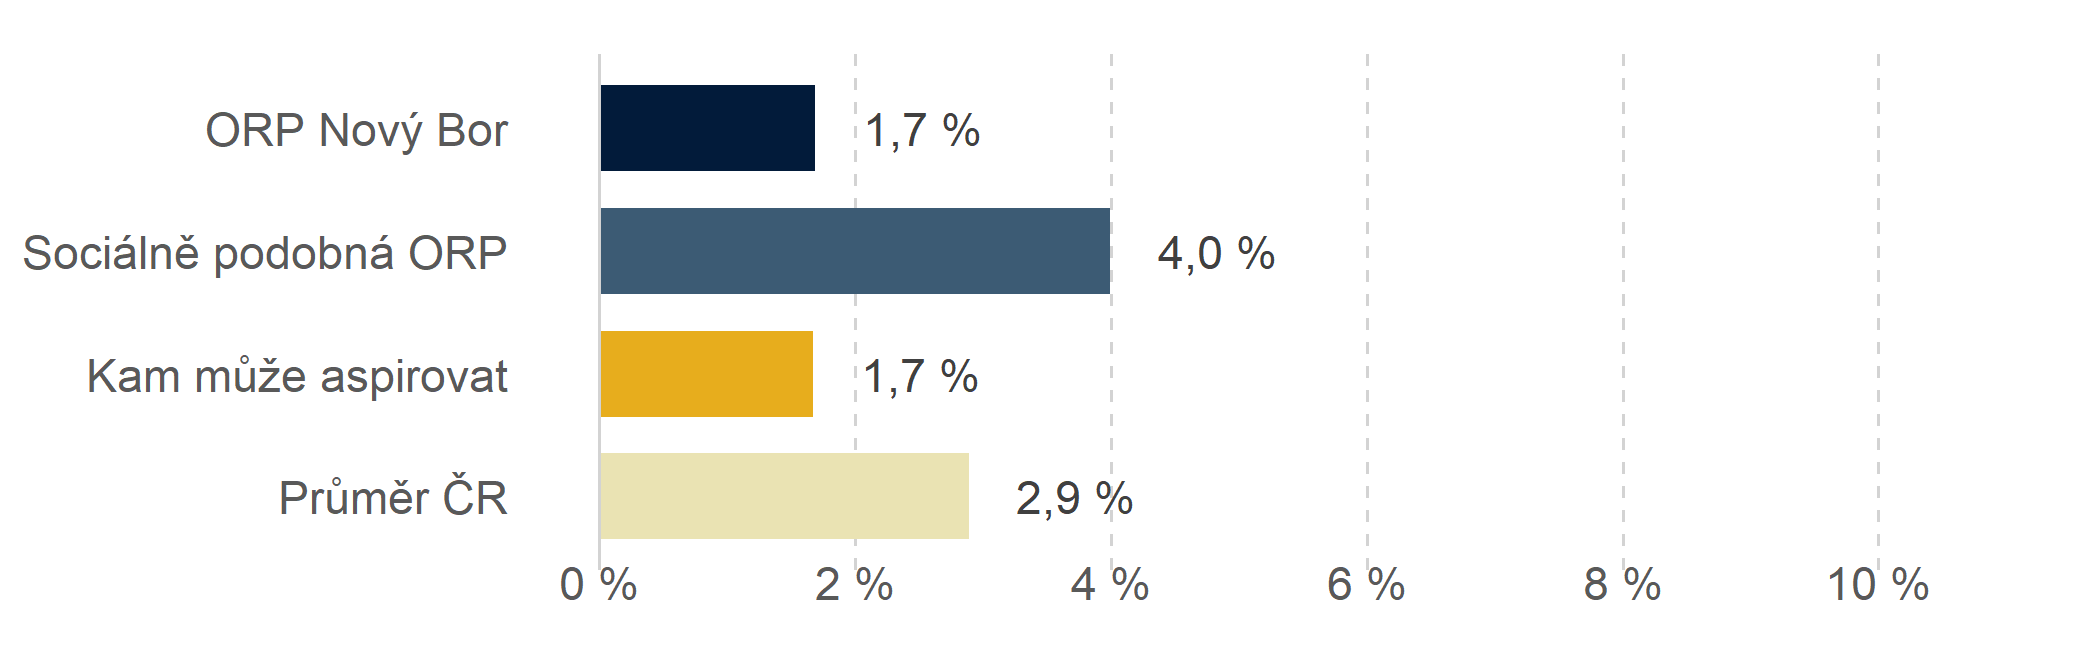 ORP Nový Bor
1,7 %
Sociálně podobná ORP
4,0 %
Kam může aspirovat
1,7 %
Průměr ČR
2,9 %
0 %
2 %
4 %
6 %
8 %
10 %